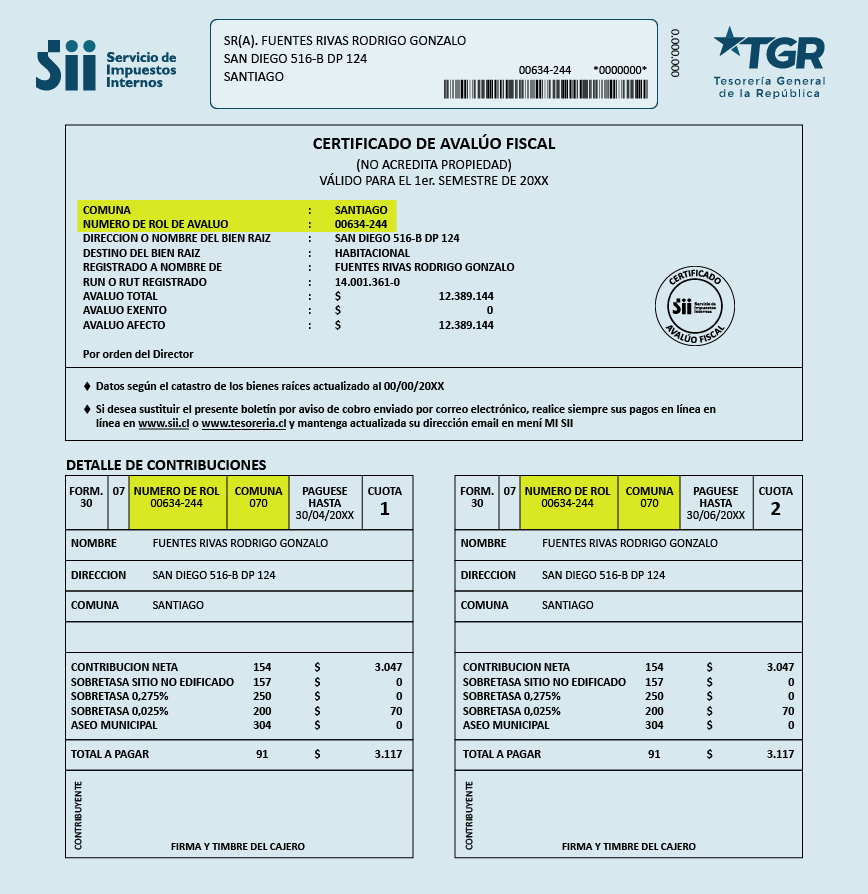 Sii Servicio de
Impuestos
Internos
SR(A). FUENTES RIVAS RODRIGO GONZALO
SAN DIEGO 516-B DP 124
SANTIAGO
00634-244 *0000000*
0.000.000
TGR
Tesorería General
de la República
CERTIFICADO DE AVALÚO FISCAL
(NO ACREDITA PROPIEDAD)
VÁLIDO PARA EL 1er. SEMESTRE DE 20XX
COMUNA : SANTIAGO
NUMERO DE ROL DE AVALUO : 00634-244
DIRECCION O NOMBRE DEL BIEN RAIZ : SAN DIEGO 516-B DP 124
DESTINO DEL BIEN RAIZ : HABITACIONAL
REGISTRADO A NOMBRE DE : FUENTES RIVAS RODRIGO GONZALO
RUN O RUT REGISTRADO : 14.001.361-0
AVALUO TOTAL : $ 12.389.144
AVALUO EXENTO : $ 0
AVALUO AFECTO : $ 12.389.144
CERTIFICADO
Sii Servicio de
Impuestos
Internos
AVALÚO FISCAL
Por orden del Director
♦ Datos según el catastro de los bienes raíces actualizado al 00/00/20XX
♦ Si desea sustituir el presente boletín por aviso de cobro enviado por correo electrónico, realice siempre sus pagos en línea en
línea en www.sii.cl o www.tesoreria.cl y mantenga actualizada su dirección email en mení MI SII
DETALLE DE CONTRIBUCIONES
FORM. 30 07 NUMERO DE ROL 00634-244 COMUNA 070 PAGUESE HASTA 30/04/20XX CUOTA 1
NOMBRE FUENTES RIVAS RODRIGO GONZALO
DIRECCION SAN DIEGO 516-B DP 124
COMUNA SANTIAGO
CONTRIBUCION NETA 154 $ 3.047
SOBRETASA SITIO NO EDIFICADO 157 $ 0
SOBRETASA 0,275% 250 $ 0
SOBRETASA 0,025% 200 $ 70
ASEO MUNICIPAL 304 $ 0
TOTAL A PAGAR 91 $ 3.117
CONTRIBUYENTE
FIRMA Y TIMBRE DEL CAJERO
FORM. 30 07 NUMERO DE ROL 00634-244 COMUNA 070 PAGUESE HASTA 30/06/20XX CUOTA 2
NOMBRE FUENTES RIVAS RODRIGO GONZALO
DIRECCION SAN DIEGO 516-B DP 124
COMUNA SANTIAGO
CONTRIBUCION NETA 154 $ 3.047
SOBRETASA SITIO NO EDIFICADO 157 $ 0
SOBRETASA 0,275% 250 $ 0
SOBRETASA 0,025% 200 $ 70
ASEO MUNICIPAL 304 $ 0
TOTAL A PAGAR 91 $ 3.117
CONTRIBUYENTE
FIRMA Y TIMBRE DEL CAJERO